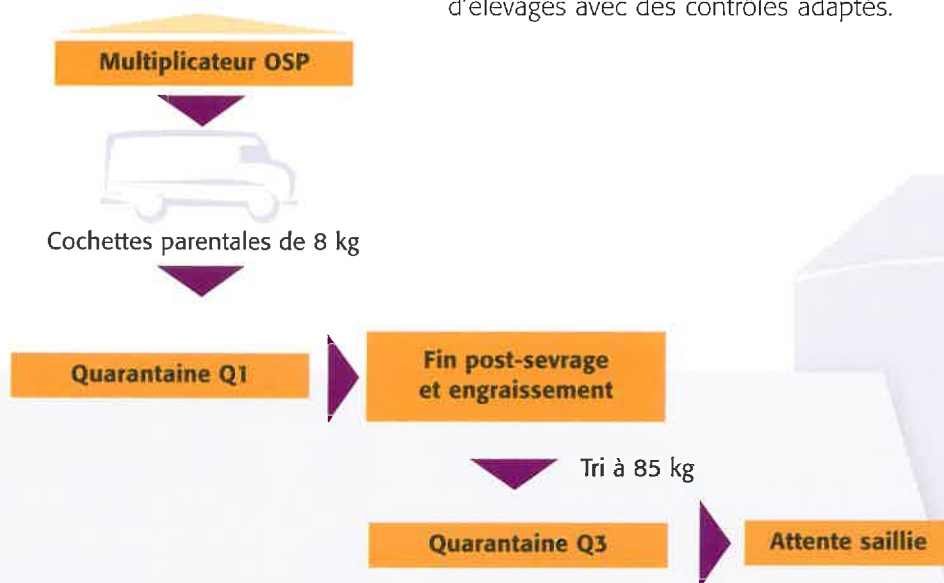 d'élevages avec des contrôles adaptés.
Multiplicateur OSP
Cochettes parentales de 8 kg
Quarantaine Q1
Fin post-sevrage
et engraissement
Tri à 85 kg
Quarantaine Q3
Attente saillie